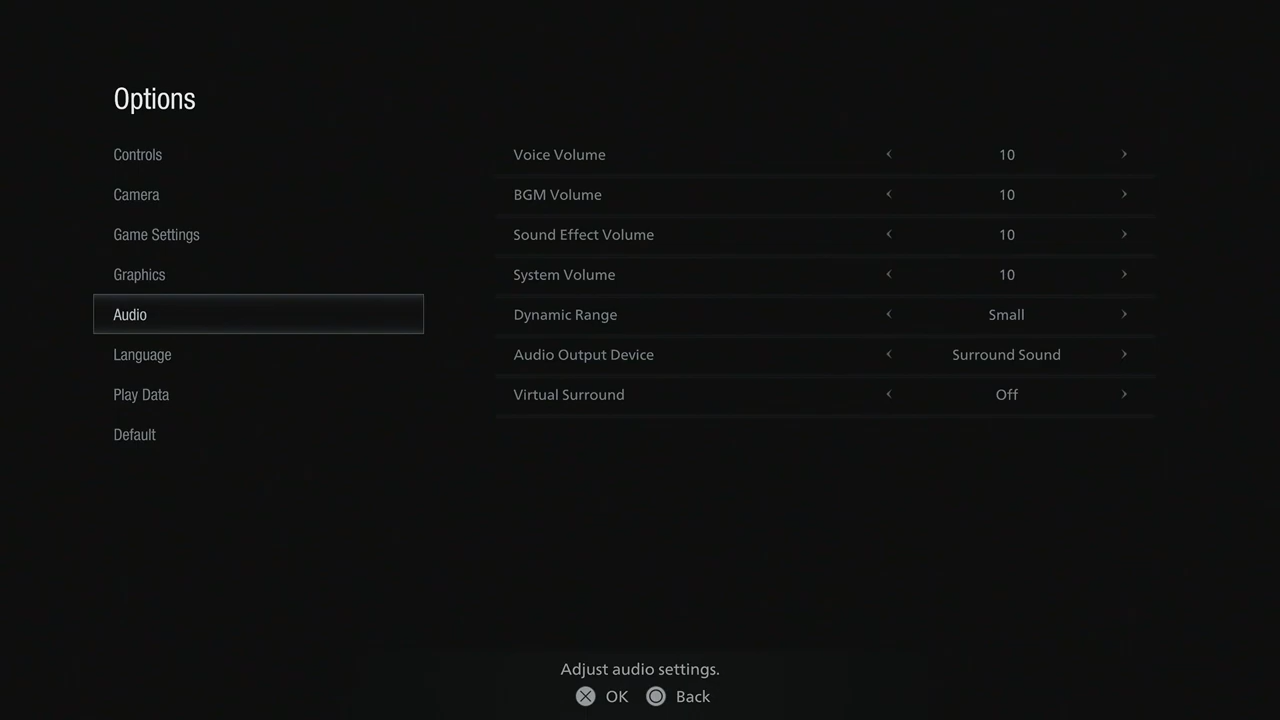 Options
Controls
Camera
Game Settings
Graphics
Audio
Language
Play Data
Default
Voice Volume 10
BGM Volume 10
Sound Effect Volume 10
System Volume 10
Dynamic Range Small
Audio Output Device Surround Sound
Virtual Surround Off
Adjust audio settings.
OK Back